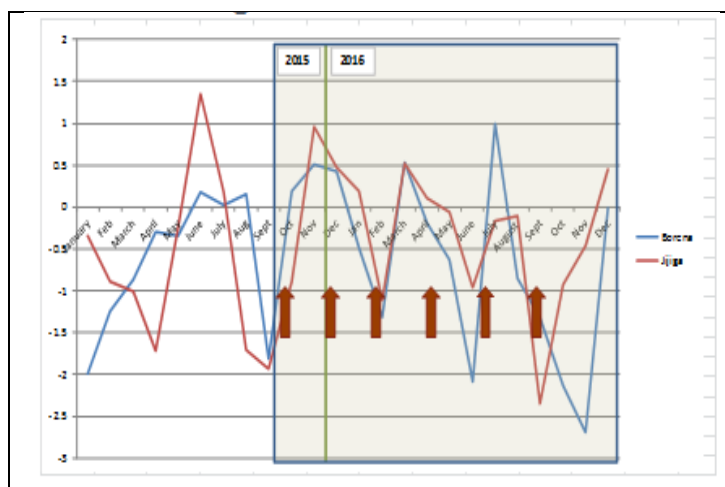 2
2015
2016
1.5
1
0.5
0
January
Feb
March
April
May
June
July
Aug
Sept
Oct
Nov
Dec
Jan
Feb
March
April
May
June
July
August
Sept
Oct
Nov
Dec
-0.5
-1
-1.5
-2
-2.5
-3
Borena
Jijiga